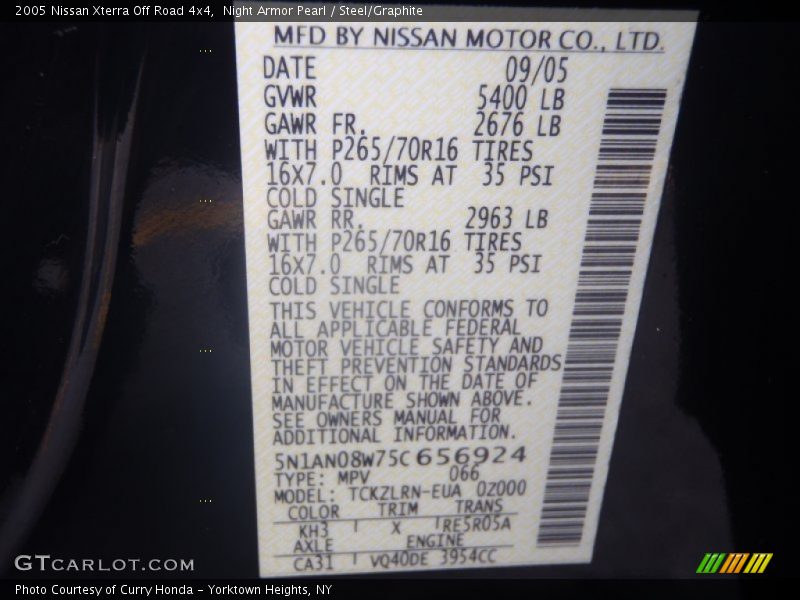 2005 Nissan Xterra Off Road 4x4, Night Armor Pearl / Steel/Graphite
MFD BY NISSAN MOTOR CO., LTD.
DATE 09/05
GVWR 5400 LB
GAWR FR. 2676 LB
WITH P265/70R16 TIRES
16X7.0 RIMS AT 35 PSI
COLD SINGLE
GAWR RR. 2963 LB
WITH P265/70R16 TIRES
16X7.0 RIMS AT 35 PSI
COLD SINGLE
THIS VEHICLE CONFORMS TO
ALL APPLICABLE FEDERAL
MOTOR VEHICLE SAFETY AND
THEFT PREVENTION STANDARDS
IN EFFECT ON THE DATE OF
MANUFACTURE SHOWN ABOVE.
SEE OWNERS MANUAL FOR
ADDITIONAL INFORMATION.
5N1AN08W75C656924
TYPE: MPV 066
MODEL: TCKZLRN-EUA 0Z000
COLOR TRIM TRANS
KH3 X RE5R05A
AXLE ENGINE
CA31 VQ40DE 3954CC
GTCARLOT.COM
Photo Courtesy of Curry Honda - Yorktown Heights, NY